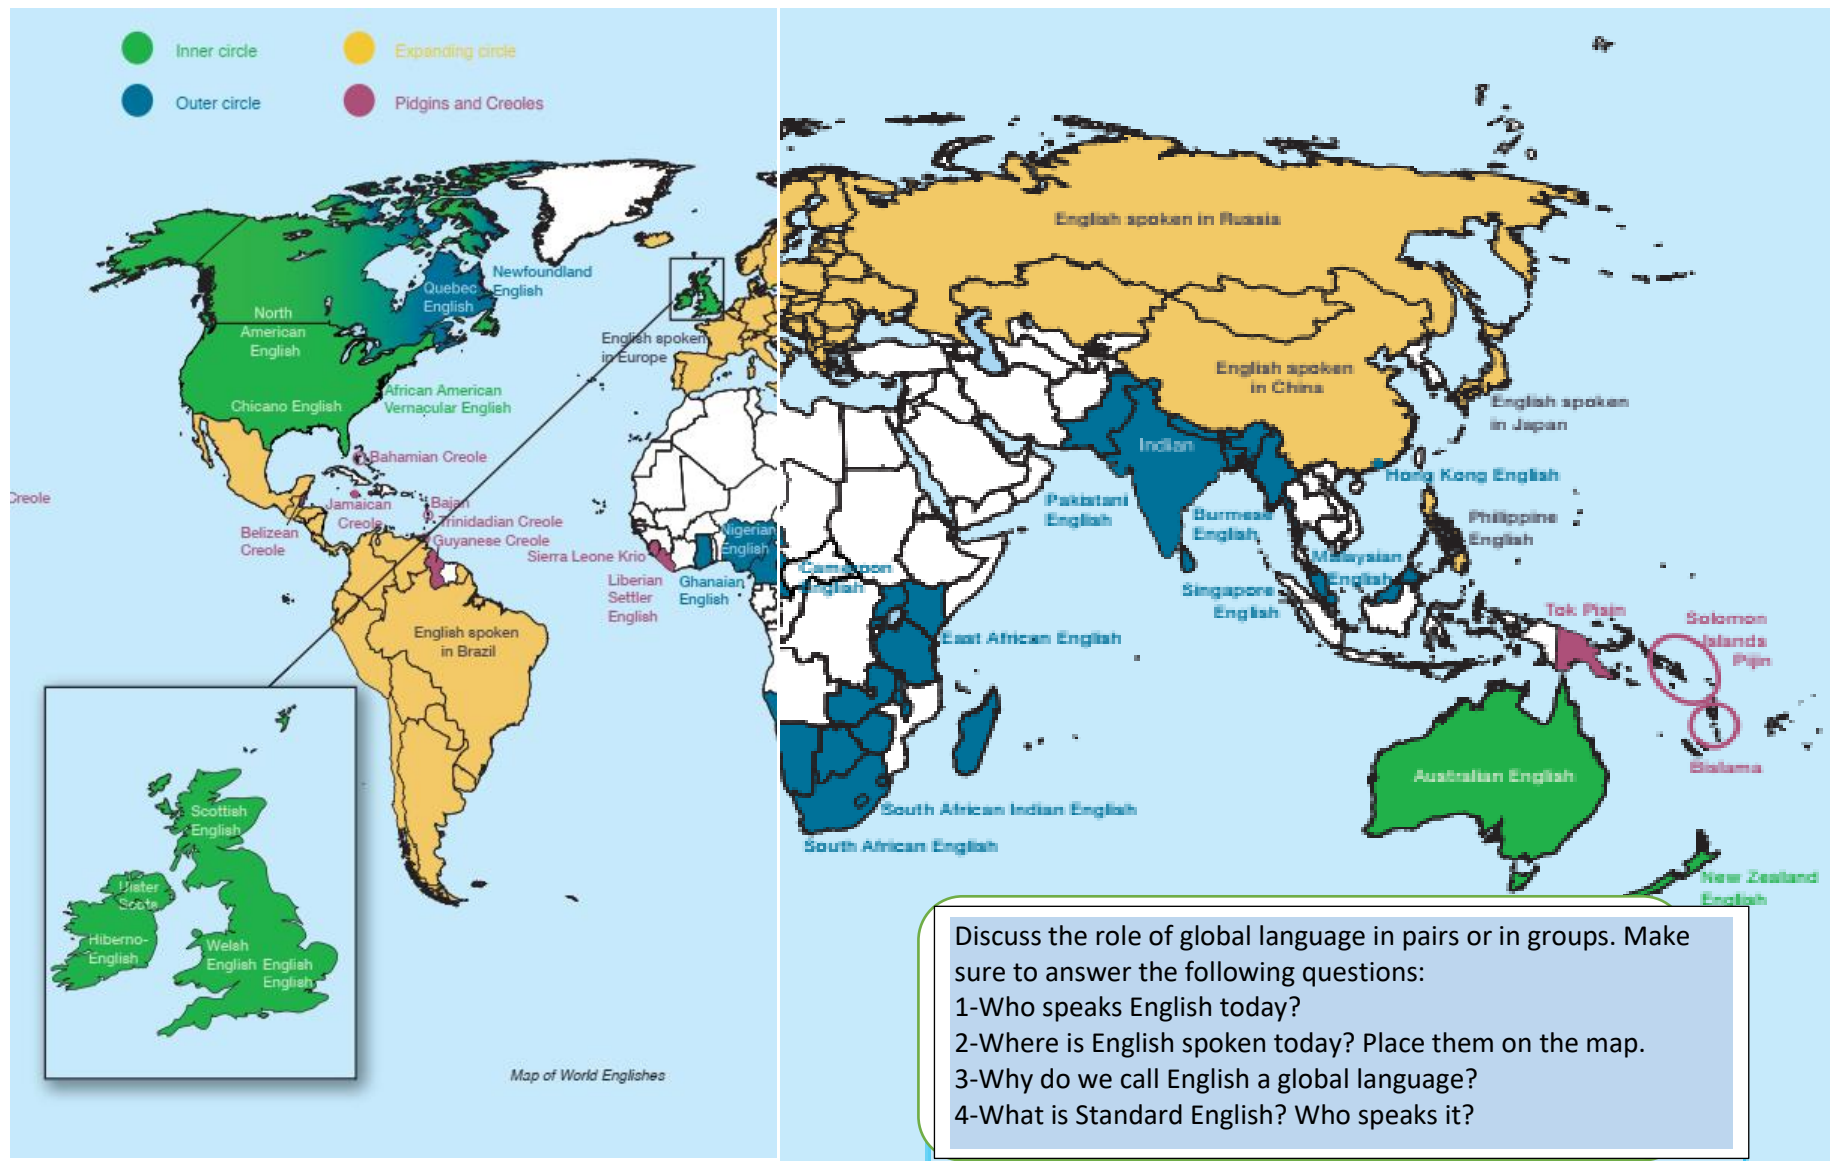 Inner circle
Expanding circle
Outer circle
Pidgins and Creoles
Newfoundland
English
Quebec
English
North
American
English
English spoken
in Europe
African American
Vernacular English
Chicano English
Bahamian Creole
Creole
Jamaican
Creole
Bajan
Trinidadian Creole
Guyanese Creole
Belizean
Creole
Sierra Leone Krio
Liberian
Settler
English
Ghanaian
English
Nigerian
English
English spoken
in Brazil
Scottish
English
Ulster
Scots
Hiberno-
English
Welsh
English
English
English
Map of World Englishes
English spoken in Russia
English spoken
in China
English spoken
in Japan
Indian
Hong Kong English
Pakistani
English
Burmese
English
Philippine
English
Malaysian
English
Singapore
English
Cameroon
English
East African English
Tok Pisin
Solomon
Islands
Pijin
Bislama
Australian English
South African Indian English
South African English
New Zealand
English
Discuss the role of global language in pairs or in groups. Make
sure to answer the following questions:
1-Who speaks English today?
2-Where is English spoken today? Place them on the map.
3-Why do we call English a global language?
4-What is Standard English? Who speaks it?